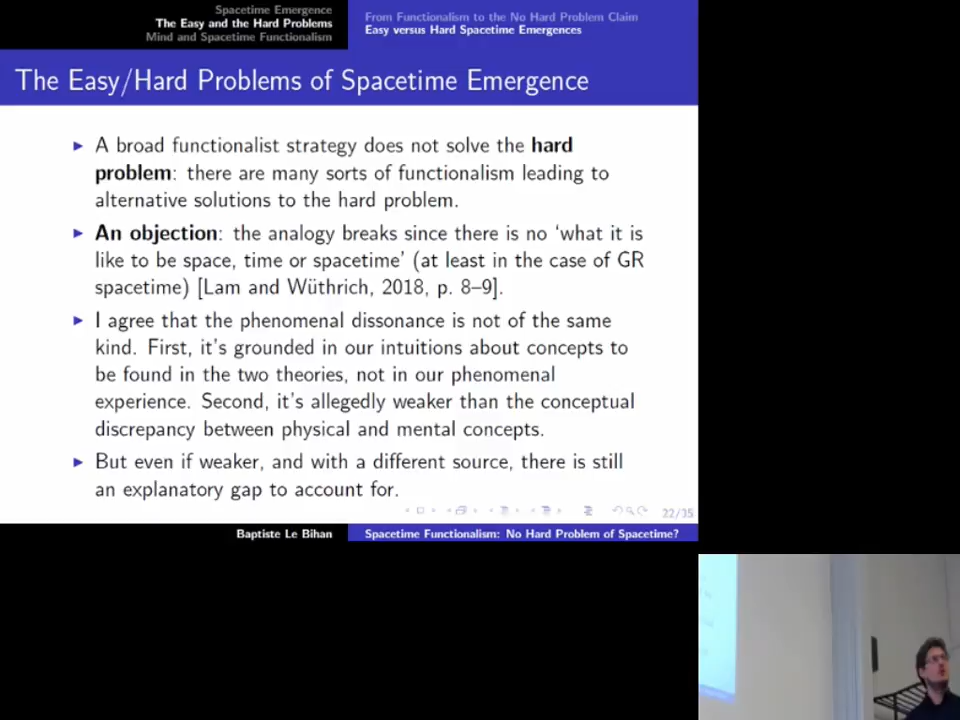 Spacetime Emergence
The Easy and the Hard Problems
Mind and Spacetime Functionalism
From Functionalism to the No Hard Problem Claim
Easy versus Hard Spacetime Emergences
The Easy/Hard Problems of Spacetime Emergence
▶ A broad functionalist strategy does not solve the hard
problem: there are many sorts of functionalism leading to
alternative solutions to the hard problem.
▶ An objection: the analogy breaks since there is no ‘what it is
like to be space, time or spacetime’ (at least in the case of GR
spacetime) [Lam and Wüthrich, 2018, p. 8–9].
▶ I agree that the phenomenal dissonance is not of the same
kind. First, it's grounded in our intuitions about concepts to
be found in the two theories, not in our phenomenal
experience. Second, it's allegedly weaker than the conceptual
discrepancy between physical and mental concepts.
▶ But even if weaker, and with a different source, there is still
an explanatory gap to account for.
22/35
Baptiste Le Bihan
Spacetime Functionalism: No Hard Problem of Spacetime?